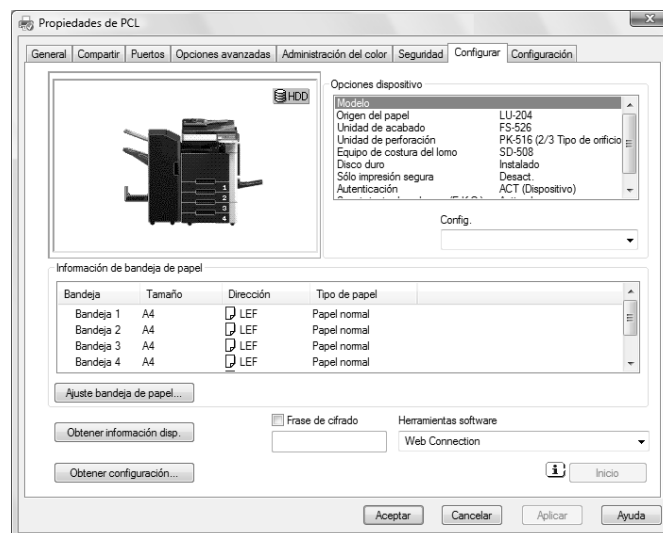 Propiedades de PCL
General Compartir Puertos Opciones avanzadas Administración del color Seguridad Configurar Configuración
HDD
1
2
3
4
Opciones dispositivo
Modelo
Origen del papel LU-204
Unidad de acabado FS-526
Unidad de perforación PK-516 (2/3 Tipo de orificio
Equipo de costura del lomo SD-508
Disco duro Instalado
Sólo impresión segura Desact.
Autenticación ACT (Dispositivo)
Config.
Información de bandeja de papel
Bandeja Tamaño Dirección Tipo de papel
Bandeja 1 A4 LEF Papel normal
Bandeja 2 A4 LEF Papel normal
Bandeja 3 A4 LEF Papel normal
Bandeja 4 A4 LEF Papel normal
Ajuste bandeja de papel...
Obtener información disp.
Frase de cifrado
Herramientas software
Web Connection
Obtener configuración...
Inicio
Aceptar Cancelar Aplicar Ayuda